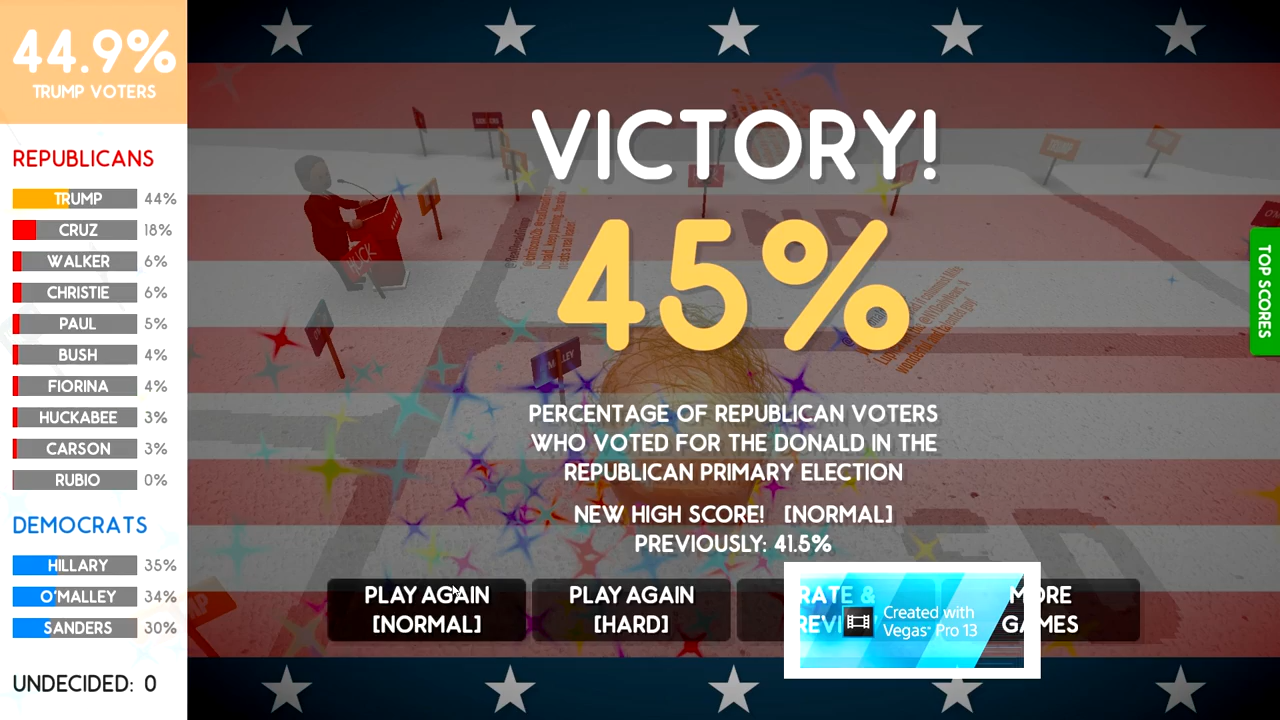 44.9%
TRUMP VOTERS
REPUBLICANS
TRUMP 44%
CRUZ 18%
WALKER 6%
CHRISTIE 6%
PAUL 5%
BUSH 4%
FIORINA 4%
HUCKABEE 3%
CARSON 3%
RUBIO 0%
DEMOCRATS
HILLARY 35%
O'MALLEY 34%
SANDERS 30%
UNDECIDED: 0
VICTORY!
45%
PERCENTAGE OF REPUBLICAN VOTERS
WHO VOTED FOR THE DONALD IN THE
REPUBLICAN PRIMARY ELECTION
NEW HIGH SCORE! [NORMAL]
PREVIOUSLY: 41.5%
PLAY AGAIN
[NORMAL]
PLAY AGAIN
[HARD]
RATE &
MORE
GAMES
Created with
Vegas™ Pro 13
TOP SCORES
HUCK